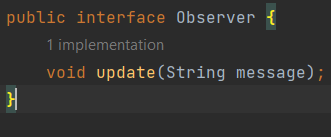 public interface Observer {
1 implementation
void update(String message);
}